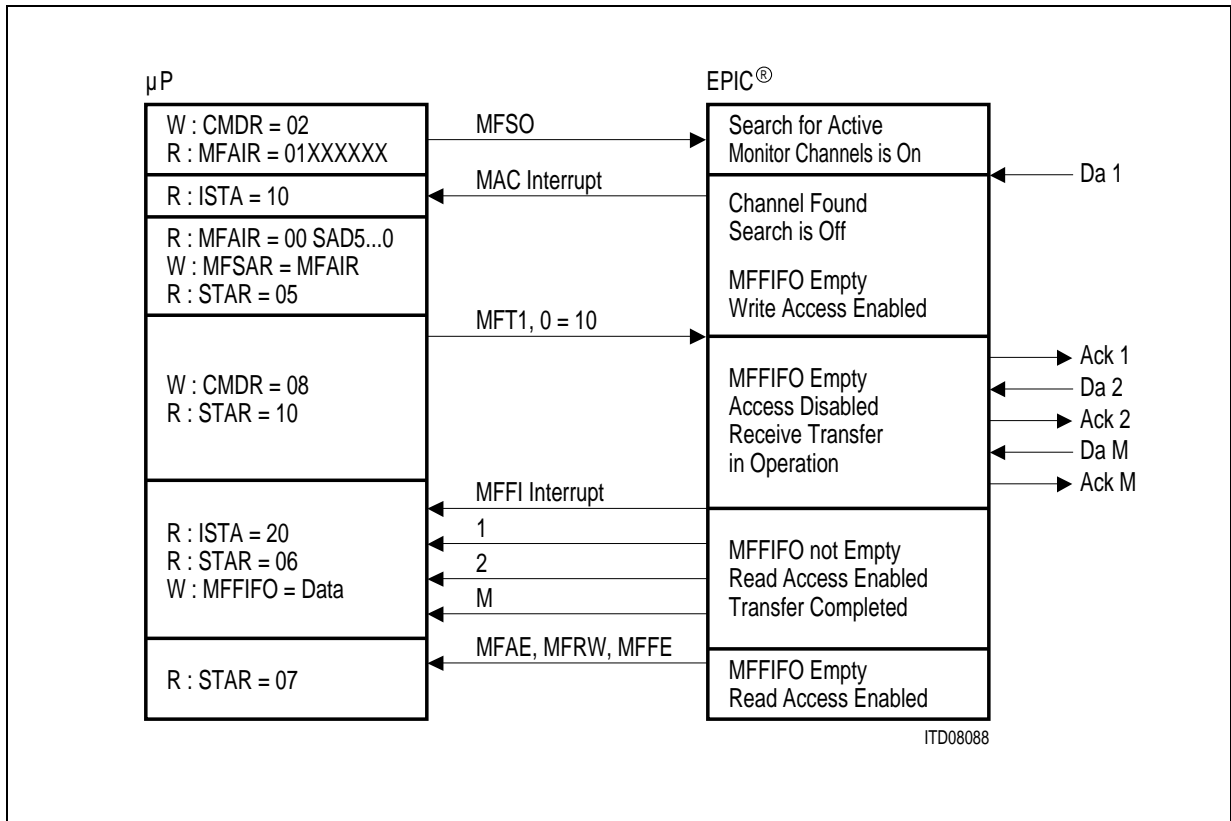 µP
EPIC®
W : CMDR = 02
R : MFAIR = 01XXXXXX
MFSO
Search for Active
Monitor Channels is On
Da 1
R : ISTA = 10
MAC Interrupt
Channel Found
Search is Off
MFFIFO Empty
Write Access Enabled
R : MFAIR = 00 SAD5...0
W : MFSAR = MFAIR
R : STAR = 05
MFT1, 0 = 10
W : CMDR = 08
R : STAR = 10
MFFIFO Empty
Access Disabled
Receive Transfer
in Operation
Ack 1
Da 2
Ack 2
Da M
Ack M
MFFI Interrupt
1
2
M
R : ISTA = 20
R : STAR = 06
W : MFFIFO = Data
MFFIFO not Empty
Read Access Enabled
Transfer Completed
MFAE, MFRW, MFFE
R : STAR = 07
MFFIFO Empty
Read Access Enabled
ITD08088